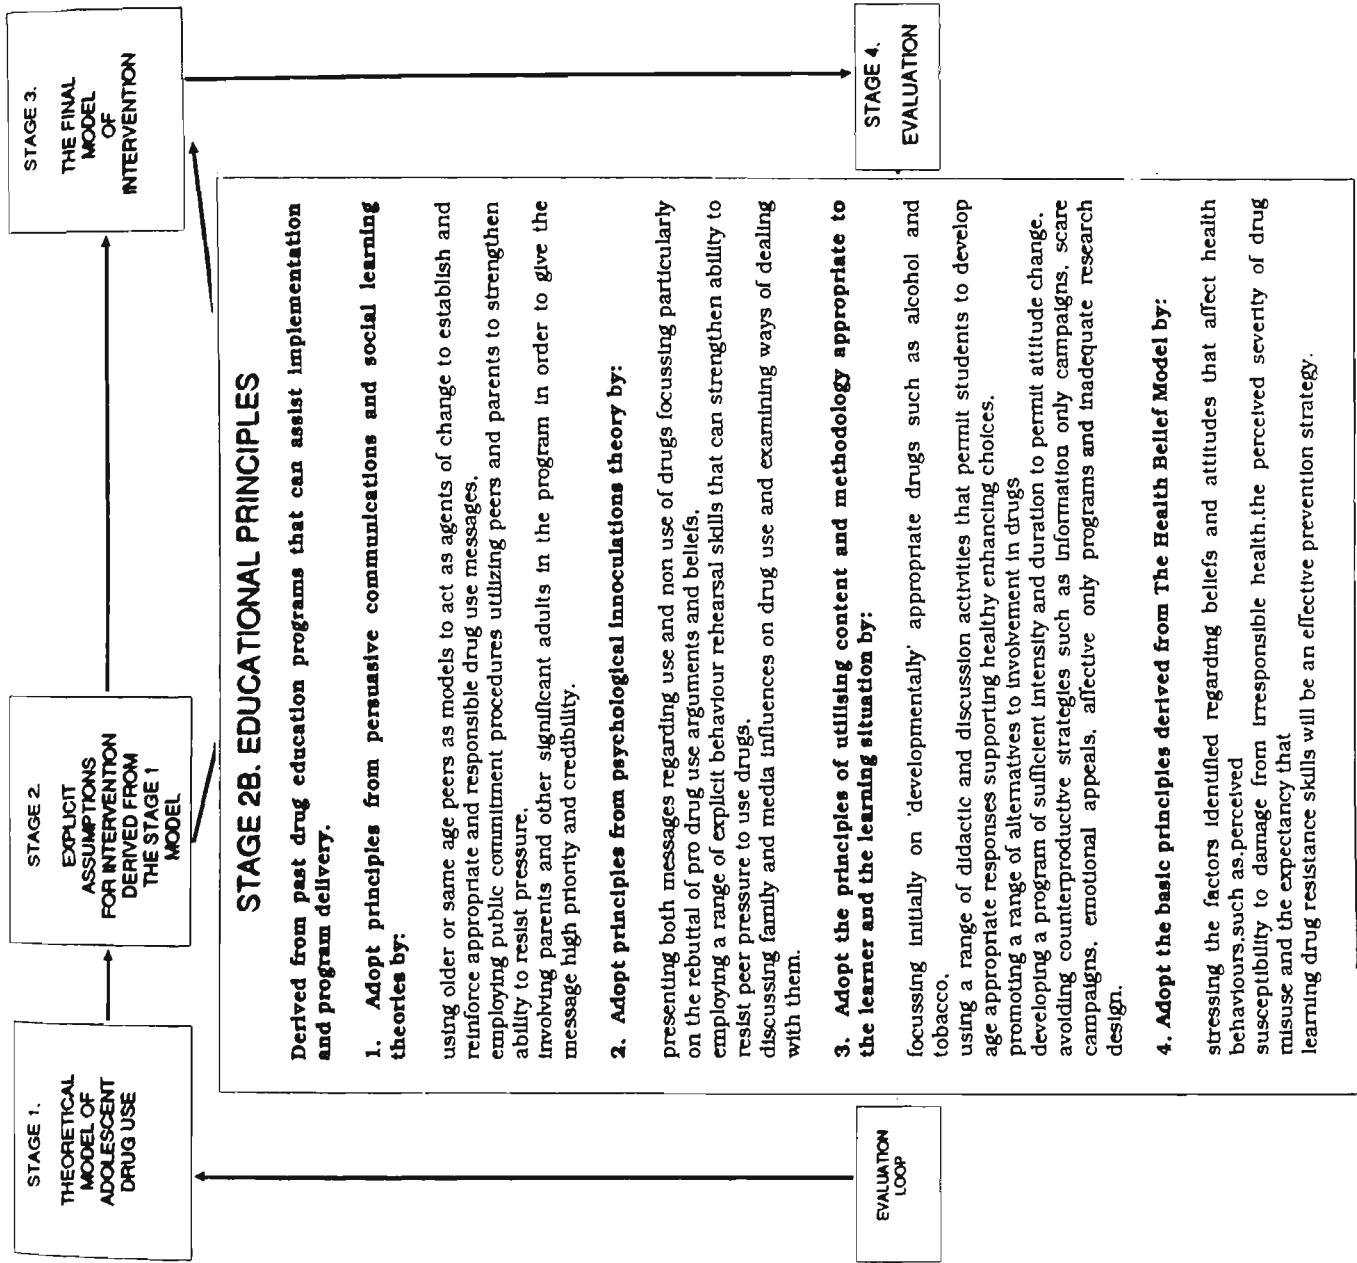 STAGE 1.
THEORETICAL
MODEL OF
ADOLESCENT
DRUG USE
STAGE 2.
EXPLICIT
ASSUMPTIONS
FOR INTERVENTION
DERIVED FROM
THE STAGE 1
MODEL
STAGE 3.
THE FINAL
MODEL
OF
INTERVENTION
STAGE 2B. EDUCATIONAL PRINCIPLES
Derived from past drug education programs that can assist implementation
and program delivery.
1. Adopt principles from persuasive communications and social learning
theories by:
using older or same age peers as models to act as agents of change to establish and
reinforce appropriate and responsible drug use messages.
employing public commitment procedures utilizing peers and parents to strengthen
ability to resist pressure.
involving parents and other significant adults in the program in order to give the
message high priority and credibility.
2. Adopt principles from psychological innoculations theory by:
presenting both messages regarding use and non use of drugs focussing particularly
on the rebuttal of pro drug use arguments and beliefs.
employing a range of explicit behaviour rehearsal skills that can strengthen ability to
resist peer pressure to use drugs.
discussing family and media influences on drug use and examining ways of dealing
with them.
3. Adopt the principles of utilising content and methodology appropriate to
the learner and the learning situation by:
focussing initially on 'developmentally' appropriate drugs such as alcohol and
tobacco.
using a range of didactic and discussion activities that permit students to develop
age appropriate responses supporting healthy enhancing choices.
promoting a range of alternatives to involvement in drugs
developing a program of sufficient intensity and duration to permit attitude change.
avoiding counterproductive strategies such as information only campaigns, scare
campaigns, emotional appeals, affective only programs and inadequate research
design.
4. Adopt the basic principles derived from The Health Belief Model by:
stressing the factors identified regarding beliefs and attitudes that affect health
behaviours.such as.perceived
susceptibility to damage from irresponsible health.the perceived severity of drug
misuse and the expectancy that
learning drug resistance skills will be an effective prevention strategy.
EVALUATION
LOOP
STAGE 4.
EVALUATION